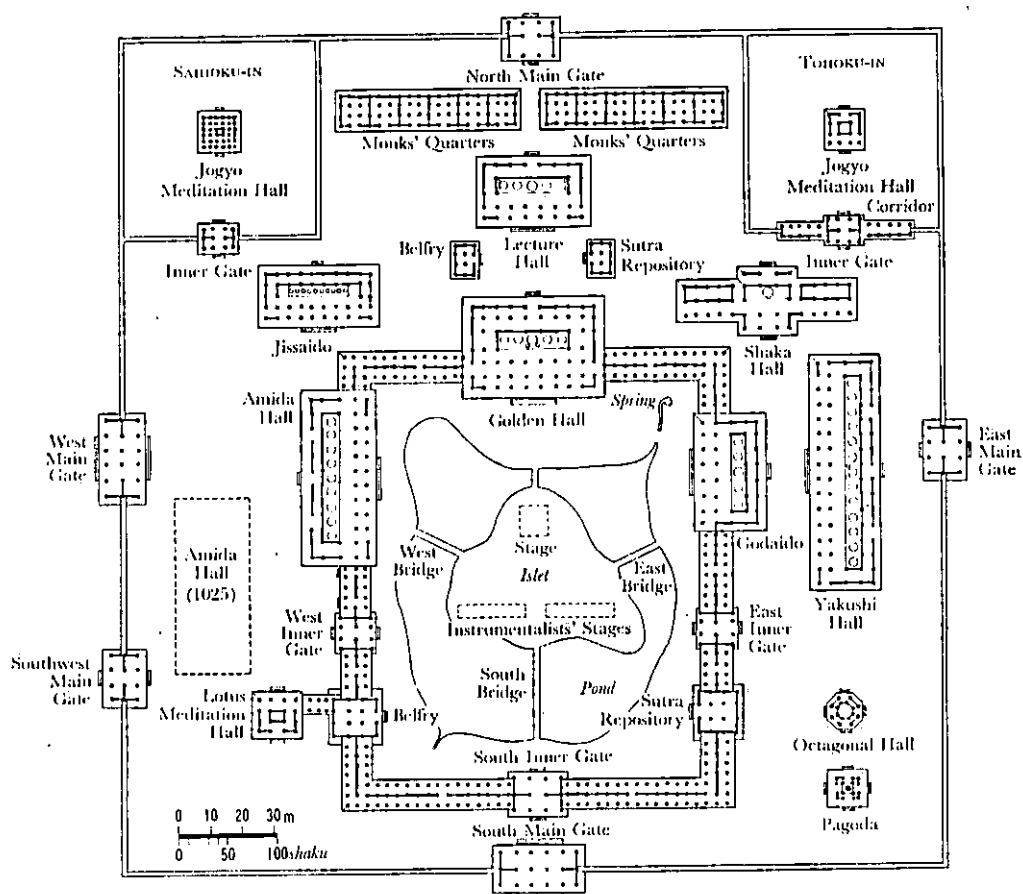 SAIHOKU-IN
North Main Gate
TOHOKU-IN
Monks' Quarters
Monks' Quarters
Jogyo
Meditation Hall
Jogyo
Meditation Hall
Corridor
Inner Gate
Belfry
Lecture
Hall
Sutra
Repository
Inner Gate
Jissaido
Shaka
Hall
Amida
Hall
Golden Hall
Spring
West
Main
Gate
East
Main
Gate
Stage
Godaido
Amida
Hall
(1025)
West
Bridge
Islet
East
Bridge
Yakushi
Hall
West
Inner
Gate
Instrumentalists' Stages
East
Inner
Gate
Southwest
Main
Gate
South
Bridge
Pond
Lotus
Meditation
Hall
Belfry
Sutra
Repository
Octagonal Hall
South Inner Gate
0 10 20 30 m
0 50 100 shaku
South Main Gate
Pagoda